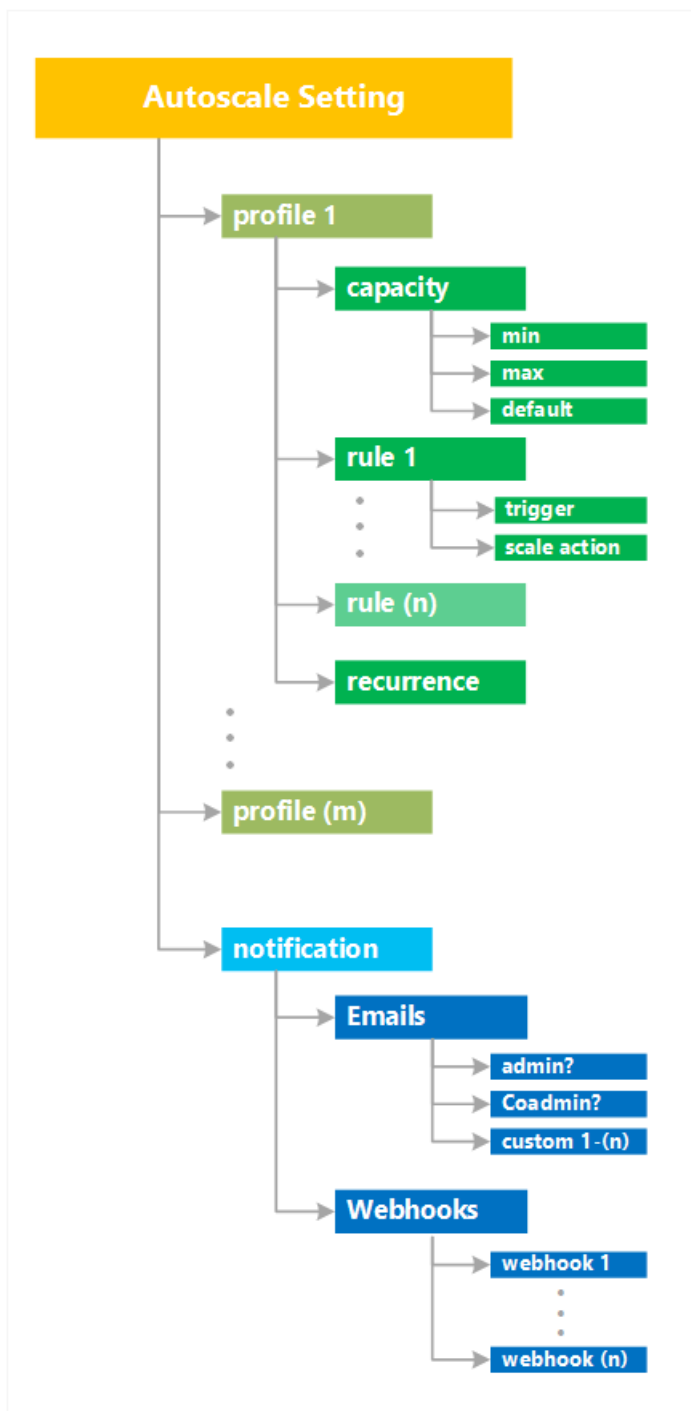 Autoscale Setting
profile 1
capacity
min
max
default
rule 1
trigger
scale action
rule (n)
recurrence
profile (m)
notification
Emails
admin?
Coadmin?
custom 1-(n)
Webhooks
webhook 1
webhook (n)